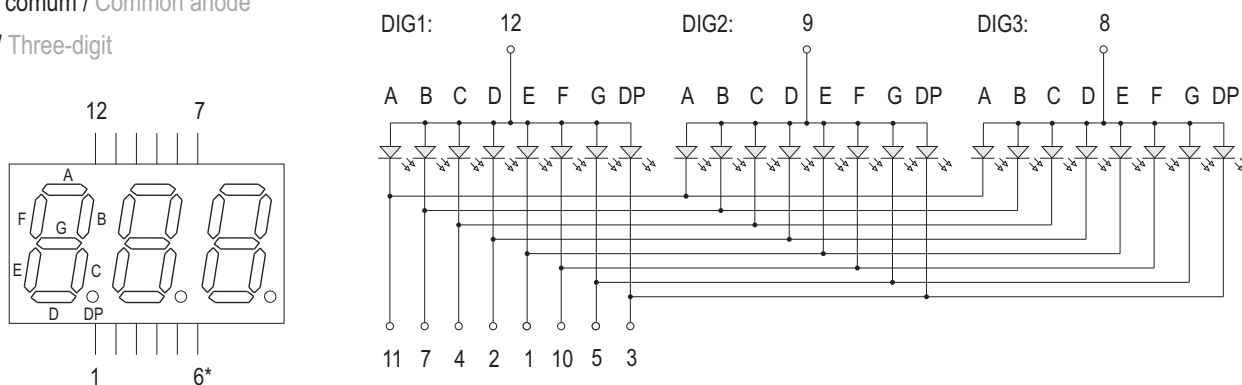 comum / Common anode
/ Three-digit
12 7
A
F B
G
E C
D DP
1 6*
DIG1: 12 DIG2: 9 DIG3: 8
A B C D E F G DP A B C D E F G DP A B C D E F G DP
11 7 4 2 1 10 5 3